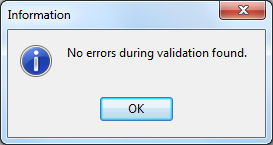 Information
No errors during validation found.
OK